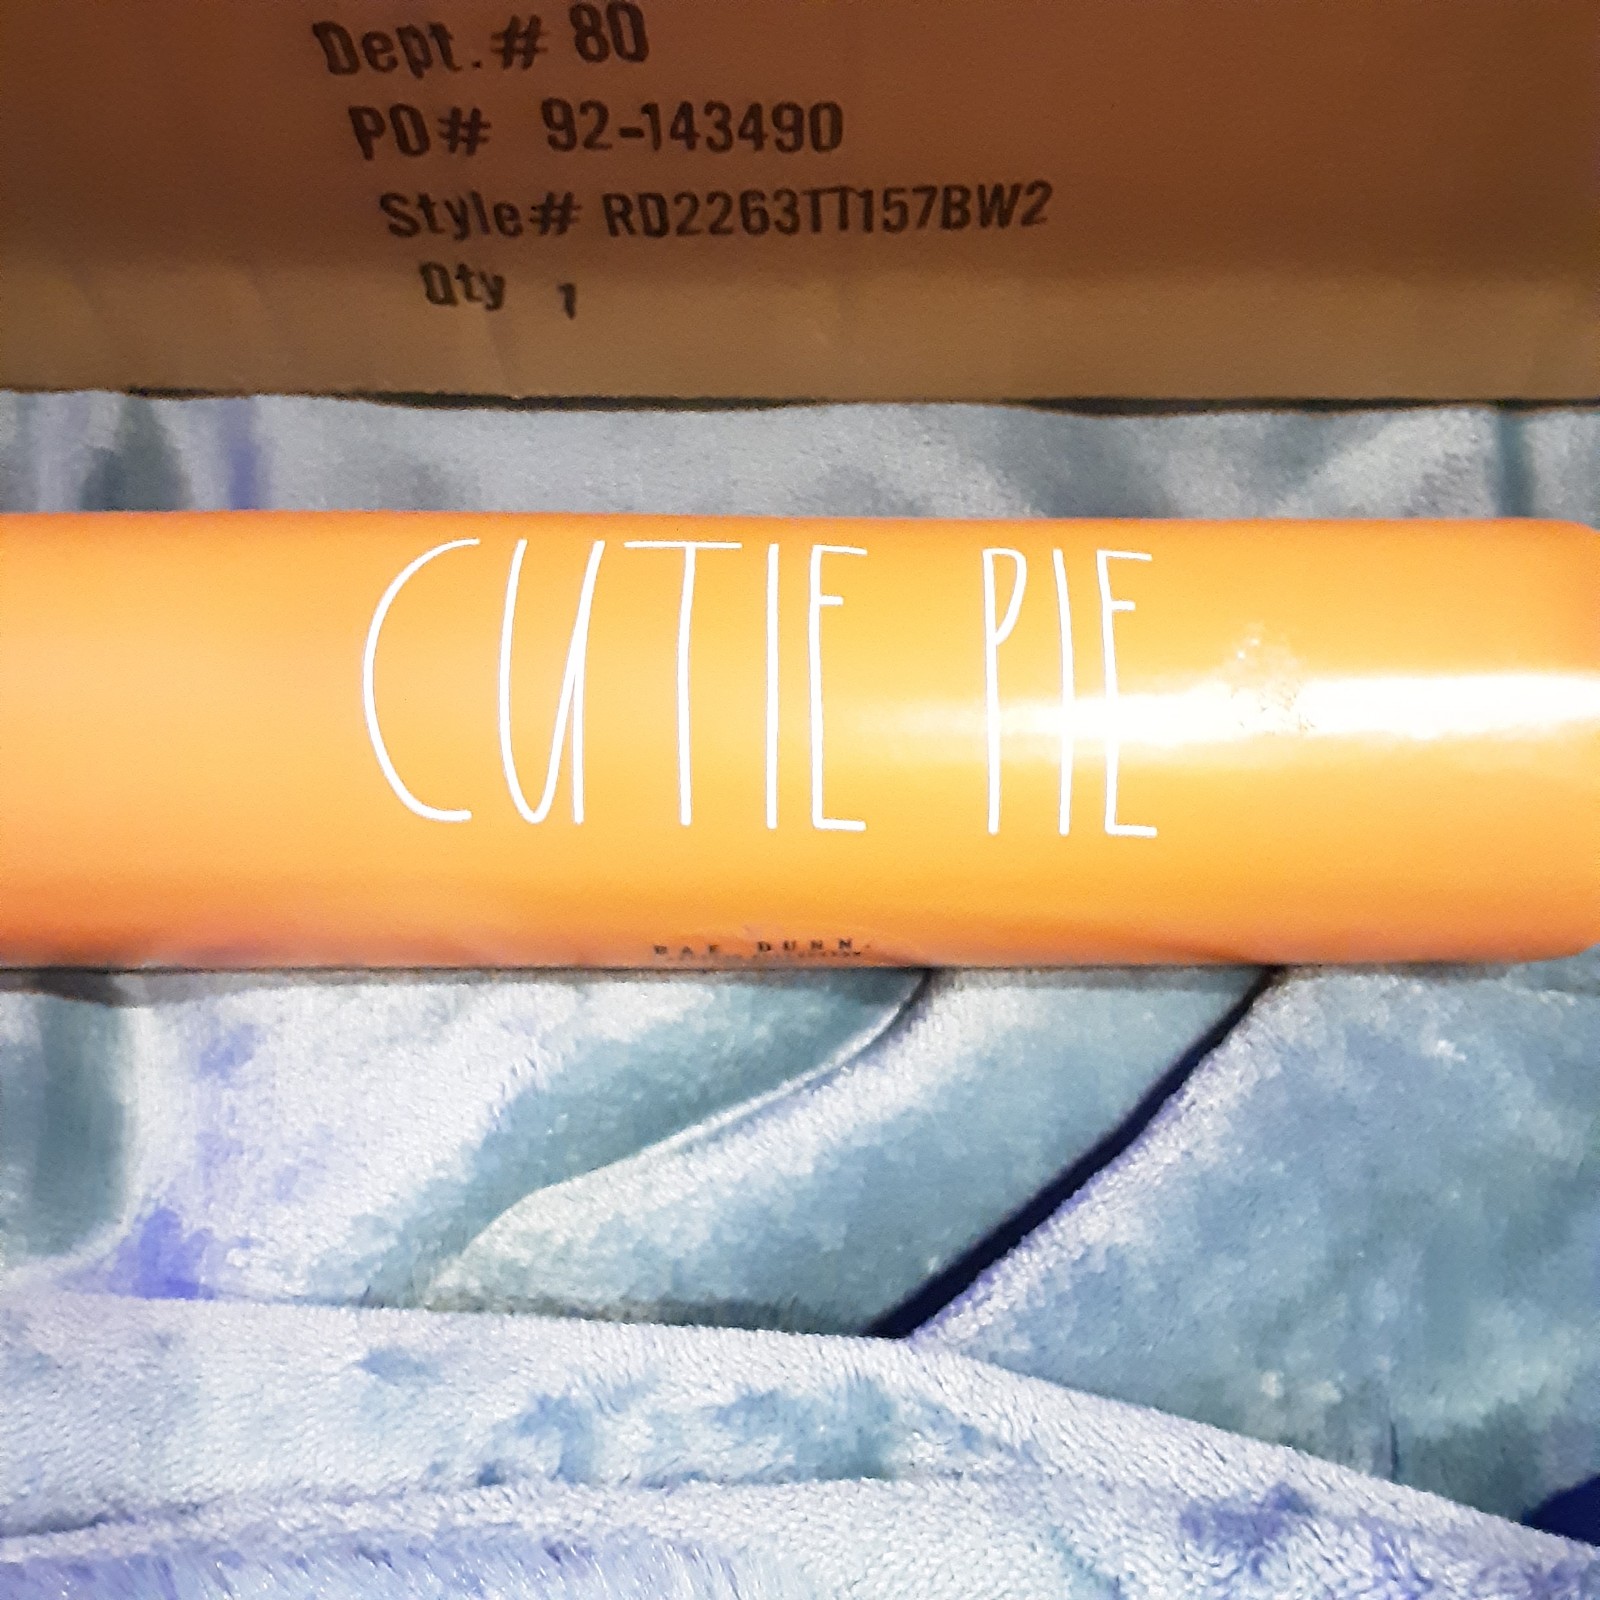 Dept.# 80
PO# 92-143490
Style# RD2263TT157BW2
Qty 1
CUTIE PIE
RAE DUNN.